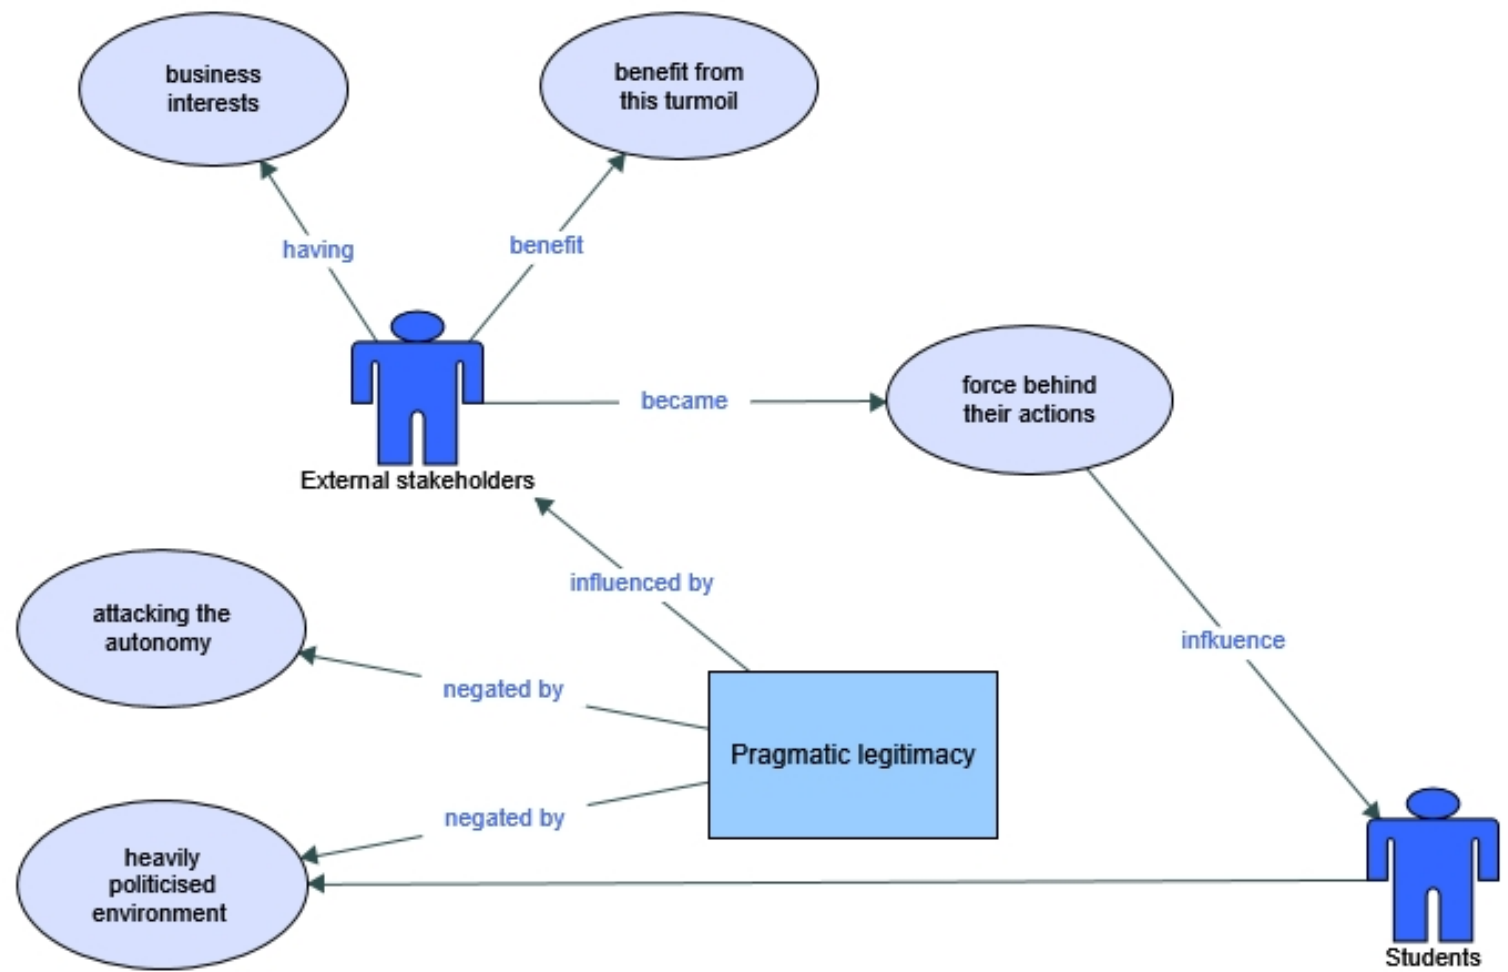 business
interests
benefit from
this turmoil
having
benefit
became
force behind
their actions
External stakeholders
influenced by
attacking the
autonomy
infkuence
negated by
Pragmatic legitimacy
negated by
heavily
politicised
environment
Students